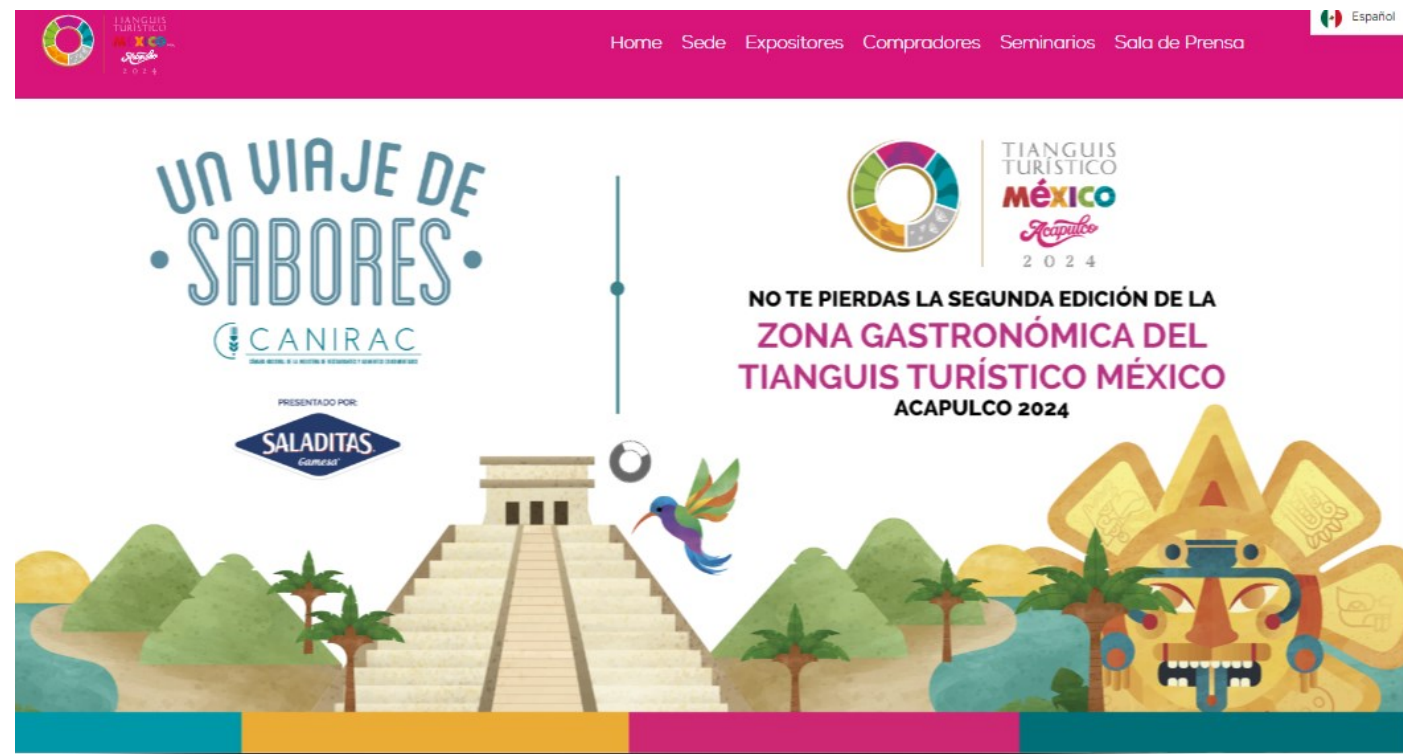 TIANGUIS
TURÍSTICO
MÉXICO
Acapulco
2024
Home Sede Expositores Compradores Seminarios Sala de Prensa
Español
UN VIAJE DE
• SABORES •
CANIRAC
PRESENTADO POR:
SALADITAS
Gamesa
TIANGUIS
TURÍSTICO
México
Acapulco
2024
NO TE PIERDAS LA SEGUNDA EDICIÓN DE LA
ZONA GASTRONÓMICA DEL
TIANGUIS TURÍSTICO MÉXICO
ACAPULCO 2024